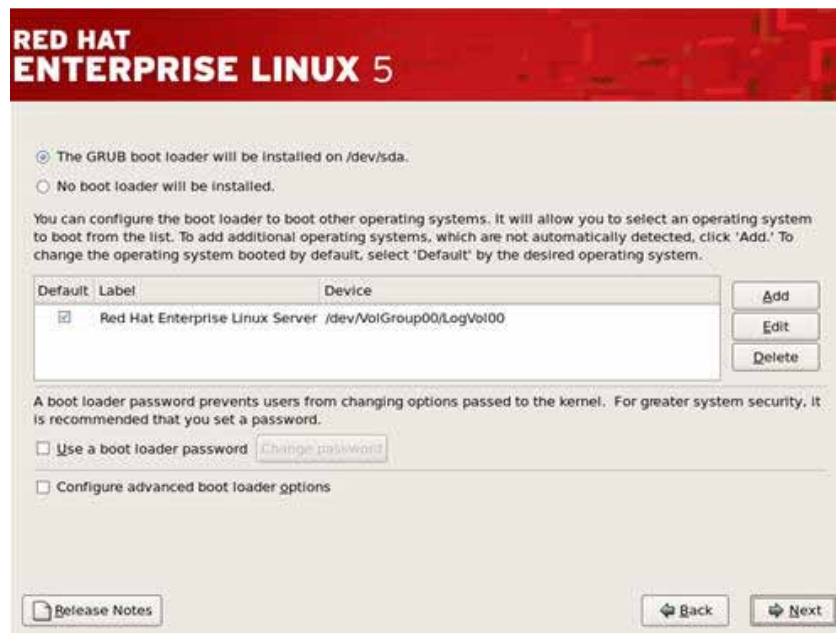 RED HAT
ENTERPRISE LINUX 5
The GRUB boot loader will be installed on /dev/sda.
No boot loader will be installed.
You can configure the boot loader to boot other operating systems. It will allow you to select an operating system
to boot from the list. To add additional operating systems, which are not automatically detected, click 'Add.' To
change the operating system booted by default, select 'Default' by the desired operating system.
Default Label Device
Red Hat Enterprise Linux Server /dev/VolGroup00/LogVol00
Add
Edit
Delete
A boot loader password prevents users from changing options passed to the kernel. For greater system security, it
is recommended that you set a password.
Use a boot loader password Change password
Configure advanced boot loader options
Release Notes Back Next